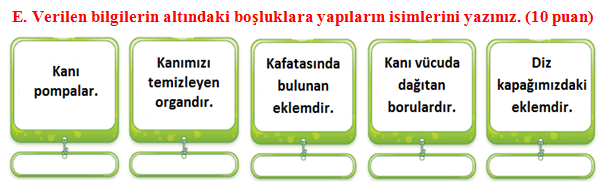 E. Verilen bilgilerin altındaki boşluklara yapıların isimlerini yazınız. (10 puan)
Kanı
pompalar.
Kanımızı
temizleyen
organdır.
Kafatasında
bulunan
eklemdir.
Kanı vücuda
dağıtan
borulardır.
Diz
kapağımızdaki
eklemdir.